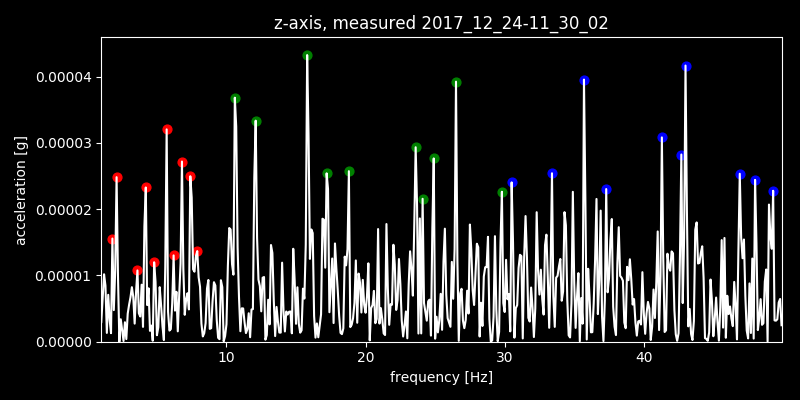 z-axis, measured 2017_12_24-11_30_02
0.00004
0.00003
0.00002
0.00001
0.00000
acceleration [g]
10 20 30 40
frequency [Hz]